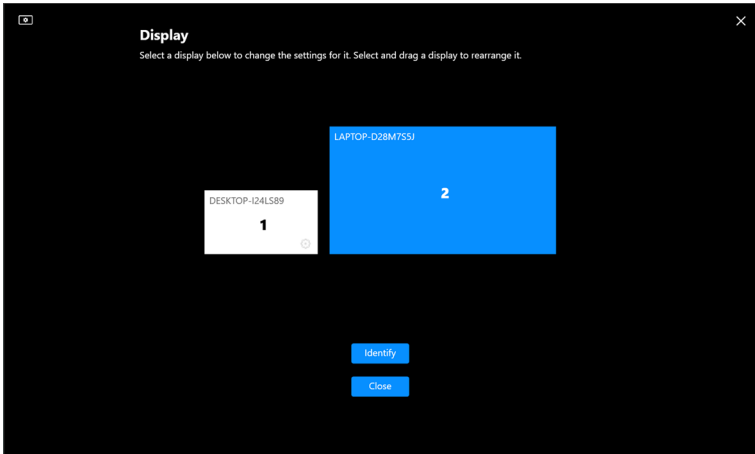 Display
Select a display below to change the settings for it. Select and drag a display to rearrange it.
LAPTOP-D28M7S5J
2
DESKTOP-I24LS89
1
Identify
Close